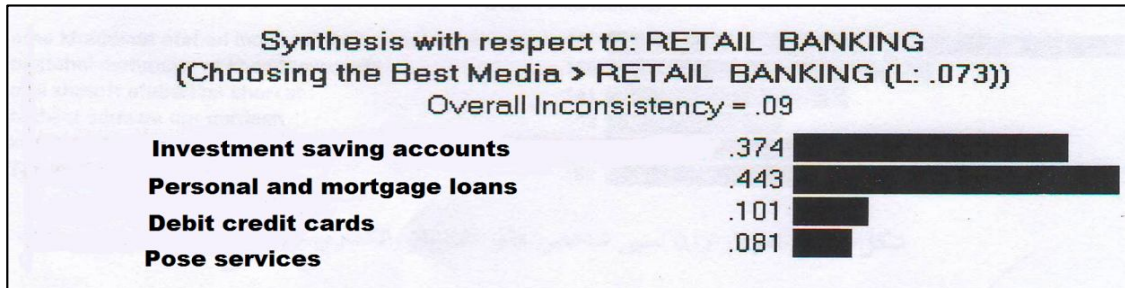 Synthesis with respect to: RETAIL BANKING
(Choosing the Best Media > RETAIL BANKING (L: .073))
Overall Inconsistency = .09
Investment saving accounts .374
Personal and mortgage loans .443
Debit credit cards .101
Pose services .081